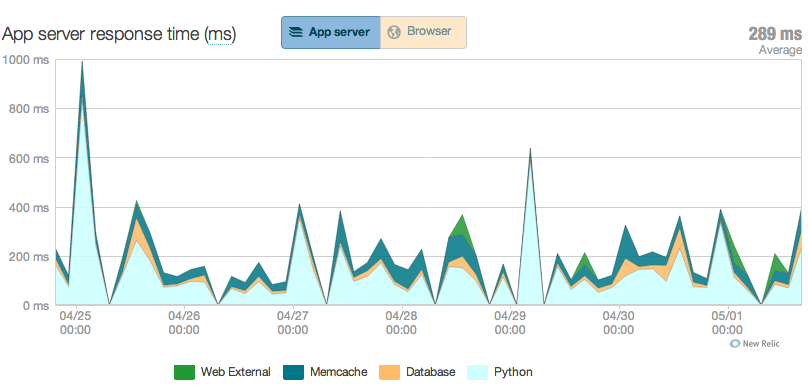 App server response time (ms)
App server
Browser
289 ms
Average
1000 ms
800 ms
600 ms
400 ms
200 ms
0 ms
04/25
00:00
04/26
00:00
04/27
00:00
04/28
00:00
04/29
00:00
04/30
00:00
05/01
00:00
New Relic
Web External
Memcache
Database
Python